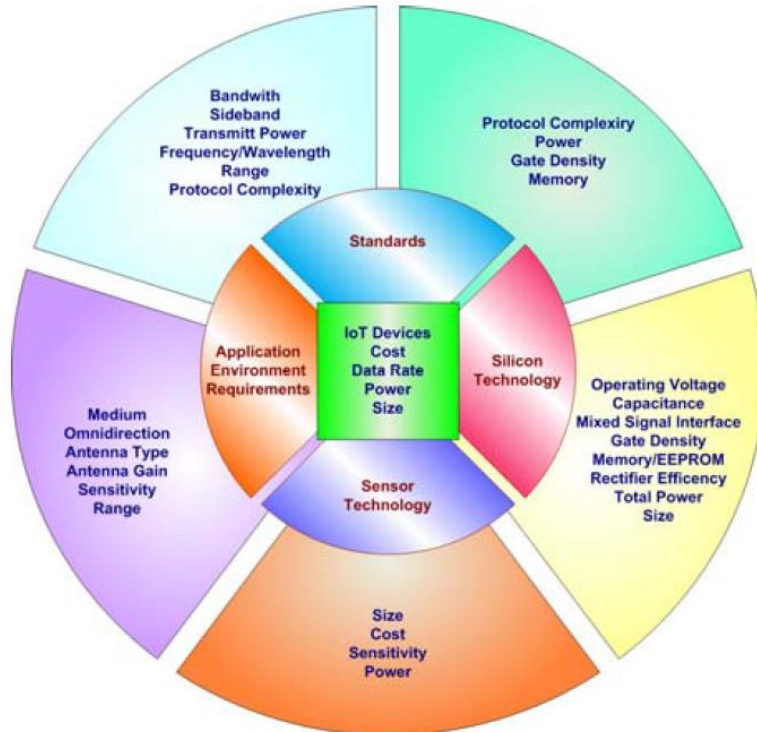 Bandwith
Sideband
Transmitt Power
Frequency/Wavelength
Range
Protocol Complexity
Protocol Complexiry
Power
Gate Density
Memory
Standards
Application
Environment
Requirements
IoT Devices
Cost
Data Rate
Power
Size
Silicon
Technology
Medium
Omnidirection
Antenna Type
Antenna Gain
Sensitivity
Range
Operating Voltage
Capacitance
Mixed Signal Interface
Gate Density
Memory/EEPROM
Rectifier Efficency
Total Power
Size
Sensor
Technology
Size
Cost
Sensitivity
Power